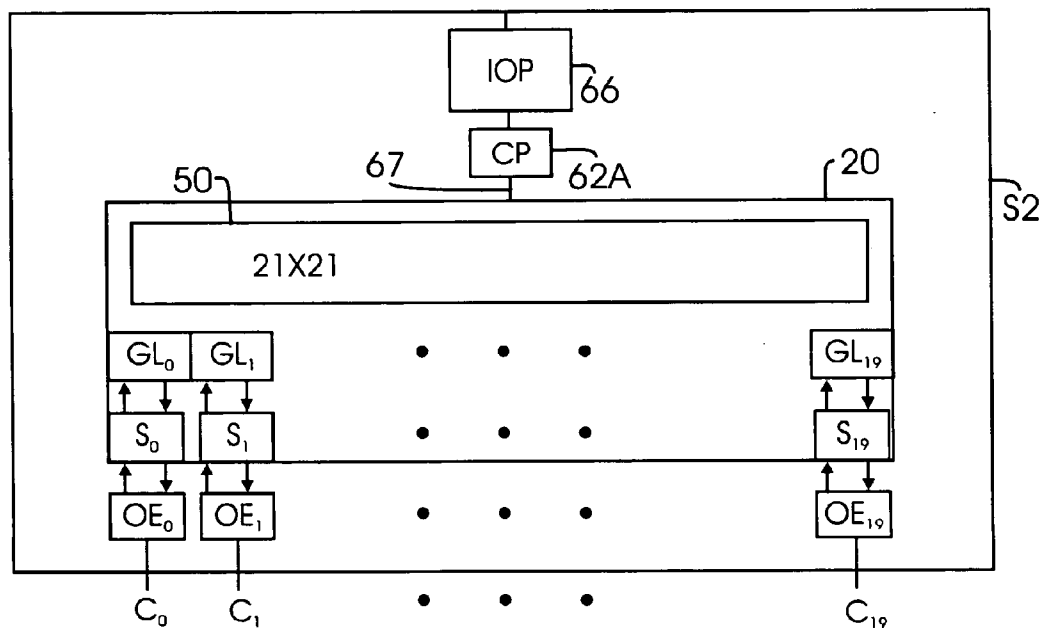 IOP
66
CP
62A
67
20
50
S2
21X21
GL₀ GL₁ GL₁₉
S₀ S₁ S₁₉
OE₀ OE₁ OE₁₉
C₀ C₁ C₁₉